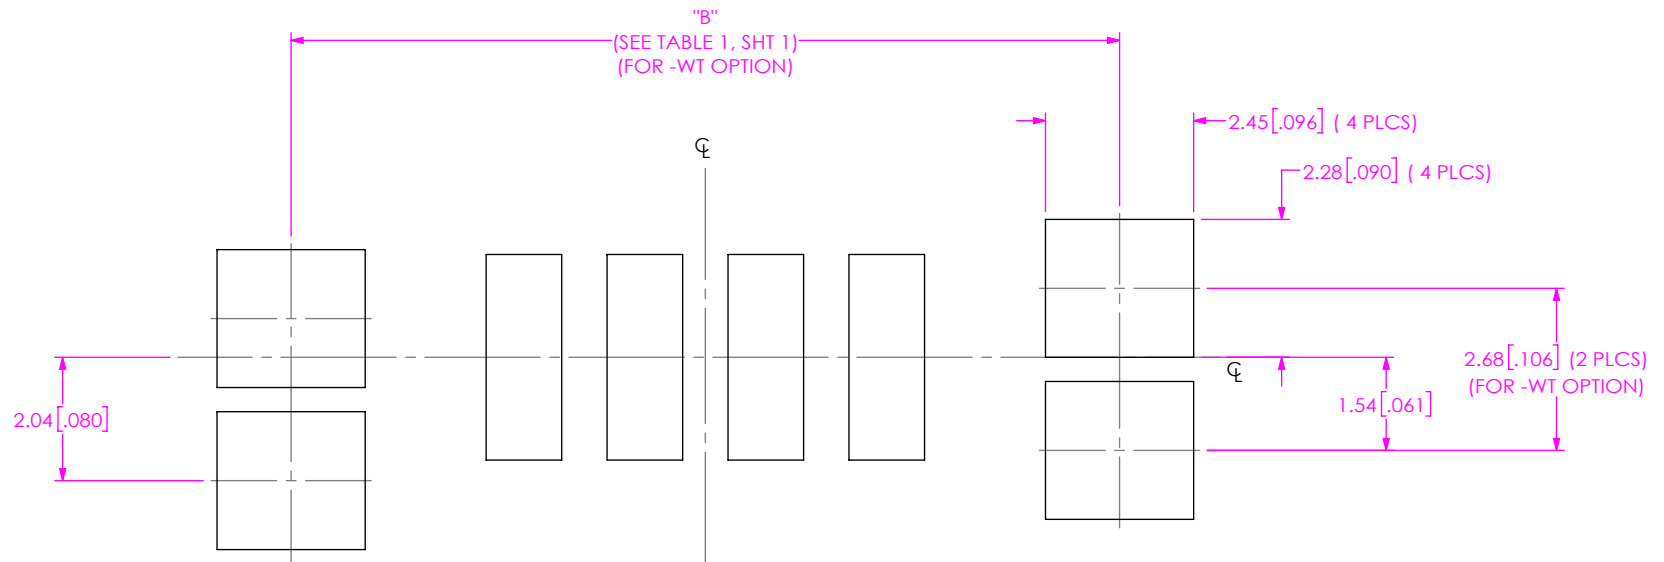 "B"
(SEE TABLE 1, SHT 1)
(FOR -WT OPTION)
2.45[.096] ( 4 PLCS)
℄
2.28[.090] ( 4 PLCS)
2.68[.106] (2 PLCS)
(FOR -WT OPTION)
℄
1.54[.061]
2.04[.080]